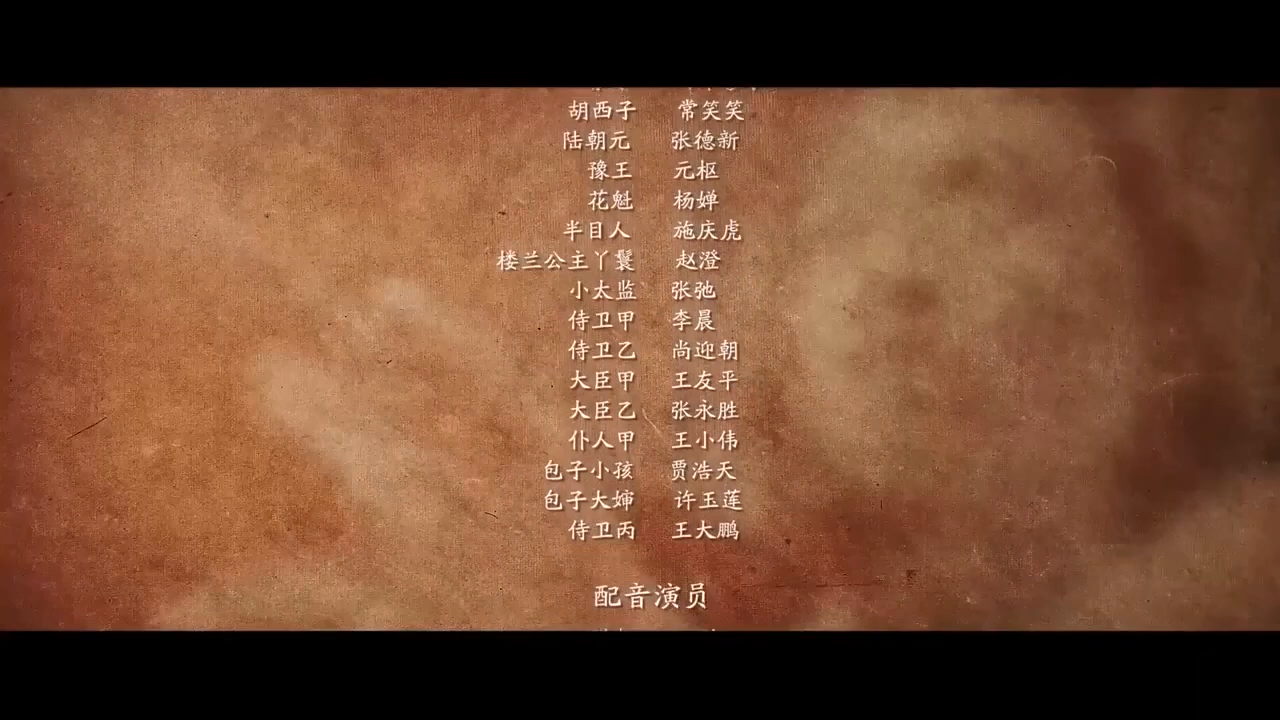 胡西子 常笑笑
陆朝元 张德新
豫王 元枢
花魁 杨婵
半目人 施庆虎
楼兰公主丫鬟 赵澄
小太监 张弛
侍卫甲 李晨
侍卫乙 尚迎朝
大臣甲 王友平
大臣乙 张永胜
仆人甲 王小伟
包子小孩 贾浩天
包子大婶 许玉莲
侍卫丙 王大鹏
配音演员